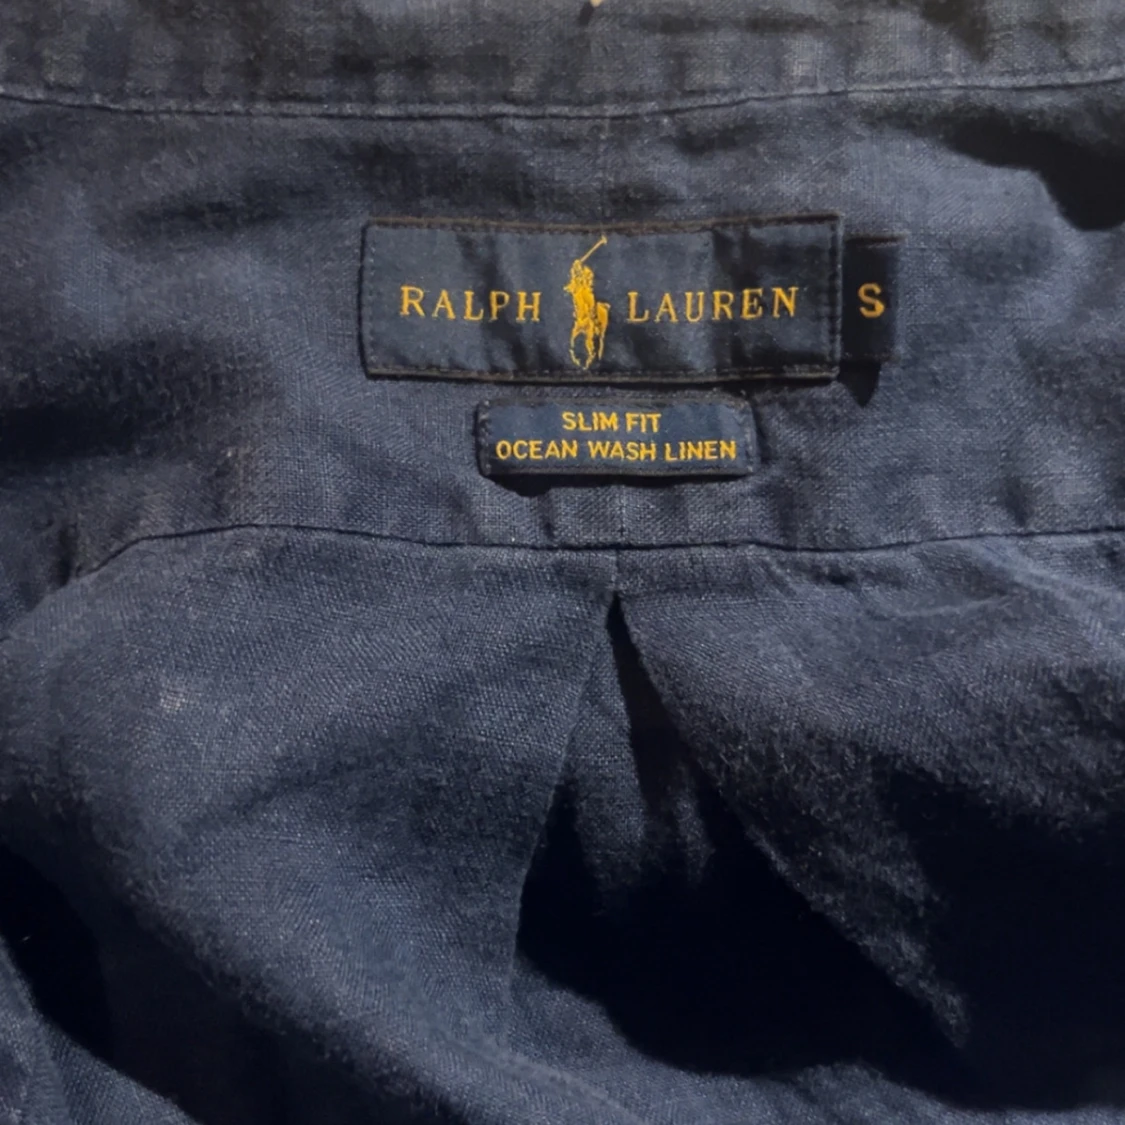 RALPH LAUREN S
SLIM FIT
OCEAN WASH LINEN